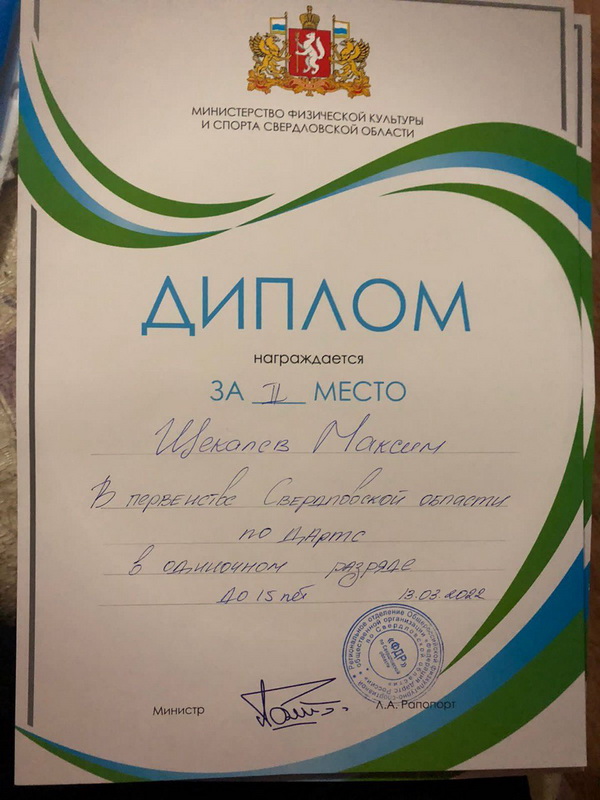 МИНИСТЕРСТВО ФИЗИЧЕСКОЙ КУЛЬТУРЫ
И СПОРТА СВЕРДЛОВСКОЙ ОБЛАСТИ
ДИПЛОМ
награждается
ЗА II МЕСТО
Щекалев Максим
В первенстве Свердловской области
по Дартс
в одиночном разряде
до 15 лет 13.03.2022
«ФДР»
Министр Л.А. Рапопорт